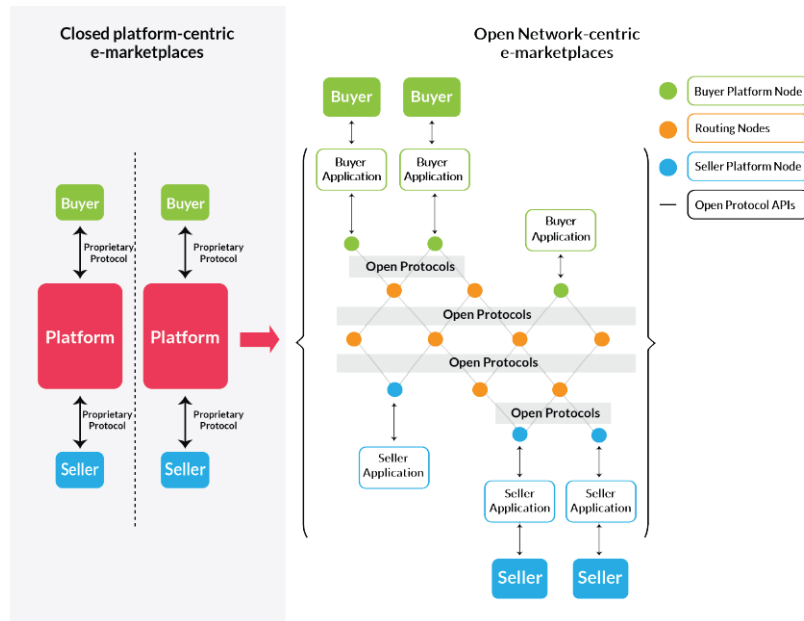 Closed platform-centric
e-marketplaces
Buyer
Buyer
Proprietary
Protocol
Proprietary
Protocol
Platform
Platform
Proprietary
Protocol
Proprietary
Protocol
Seller
Seller
Open Network-centric
e-marketplaces
Buyer
Buyer
Buyer
Application
Buyer
Application
Buyer
Application
Open Protocols
Open Protocols
Open Protocols
Open Protocols
Seller
Application
Seller
Application
Seller
Application
Seller
Seller
Buyer Platform Node
Routing Nodes
Seller Platform Node
Open Protocol APIs